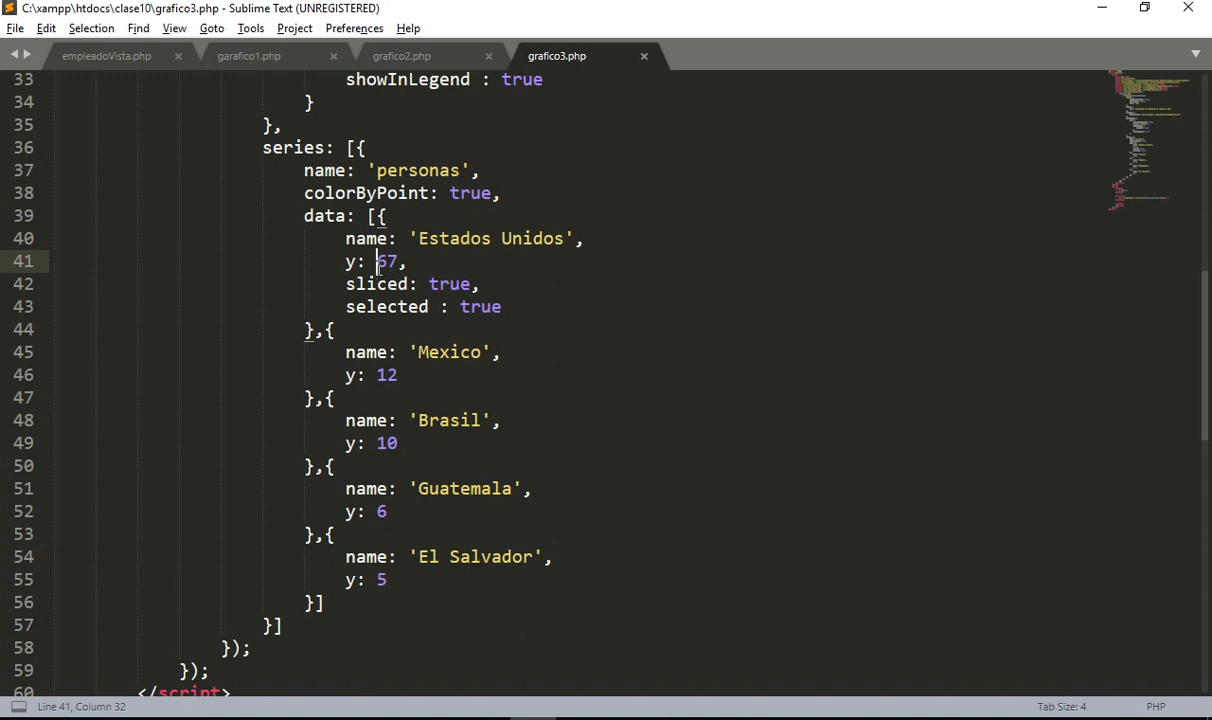 C:\xampp\htdocs\clase10\grafico3.php - Sublime Text (UNREGISTERED)
File Edit Selection Find View Goto Tools Project Preferences Help
empleadoVista.php garafico1.php grafico2.php grafico3.php
33 showInLegend : true
34 }
35 },
36 series: [{
37 name: 'personas',
38 colorByPoint: true,
39 data: [{
40 name: 'Estados Unidos',
41 y: 67,
42 sliced: true,
43 selected : true
44 },{
45 name: 'Mexico',
46 y: 12
47 },{
48 name: 'Brasil',
49 y: 10
50 },{
51 name: 'Guatemala',
52 y: 6
53 },{
54 name: 'El Salvador',
55 y: 5
56 }]
57 }]
58 });
59 });
60 </script>
Line 41, Column 32 Tab Size: 4 PHP